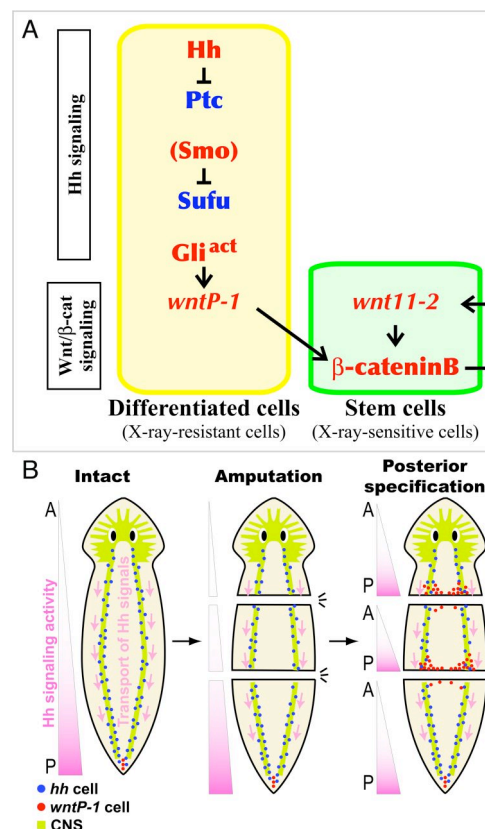 A
Hh signaling
Wnt/β-cat
signaling
Hh
Ptc
(Smo)
Sufu
Gli act
wntP-1
wnt11-2
β-cateninB
Differentiated cells
(X-ray-resistant cells)
Stem cells
(X-ray-sensitive cells)
B
Intact
Amputation
Posterior
specification
A
P
Hh signaling activity
Transport of Hh signals
A
P
A
P
A
P
hh cell
wntP-1 cell
CNS